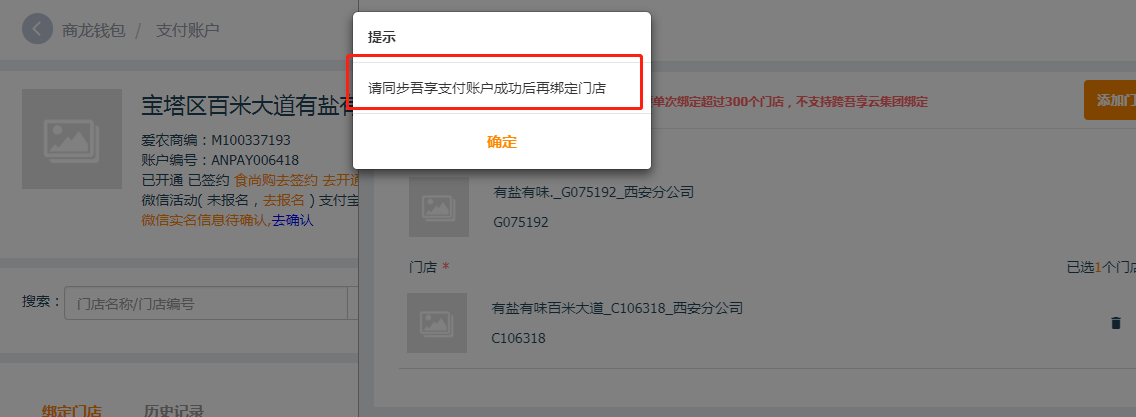 商龙钱包 / 支付账户
提示
请同步吾享支付账户成功后再绑定门店
确定
宝塔区百米大道有盐有
爱农商编：M100337193
账户编号：ANPAY006418
已开通 已签约 食尚购去签约 去开通
微信活动( 未报名，去报名 ) 支付宝
微信实名信息待确认,去确认
搜索：门店名称/门店编号
绑定门店 历史记录
单次绑定超过300个门店，不支持跨吾享云集团绑定
添加门
有盐有味._G075192_西安分公司
G075192
门店 *
已选1个门店
有盐有味百米大道_C106318_西安分公司
C106318